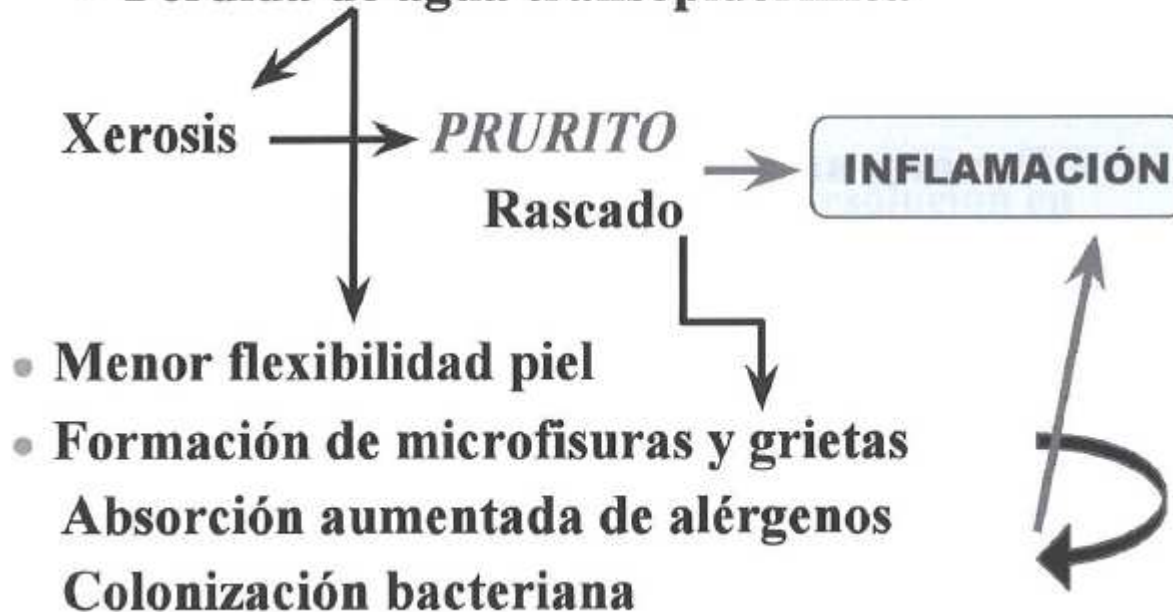 Xerosis
PRURITO
Rascado
INFLAMACIÓN
• Menor flexibilidad piel
• Formación de microfisuras y grietas
Absorción aumentada de alérgenos
Colonización bacteriana